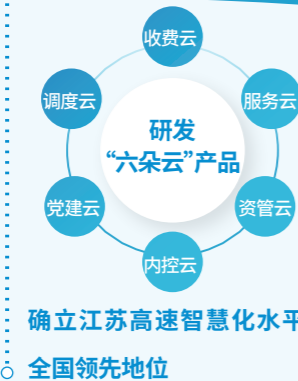 收费云
调度云
服务云
研发
“六朵云”产品
党建云
资管云
内控云
确立江苏高速智慧化水平
全国领先地位